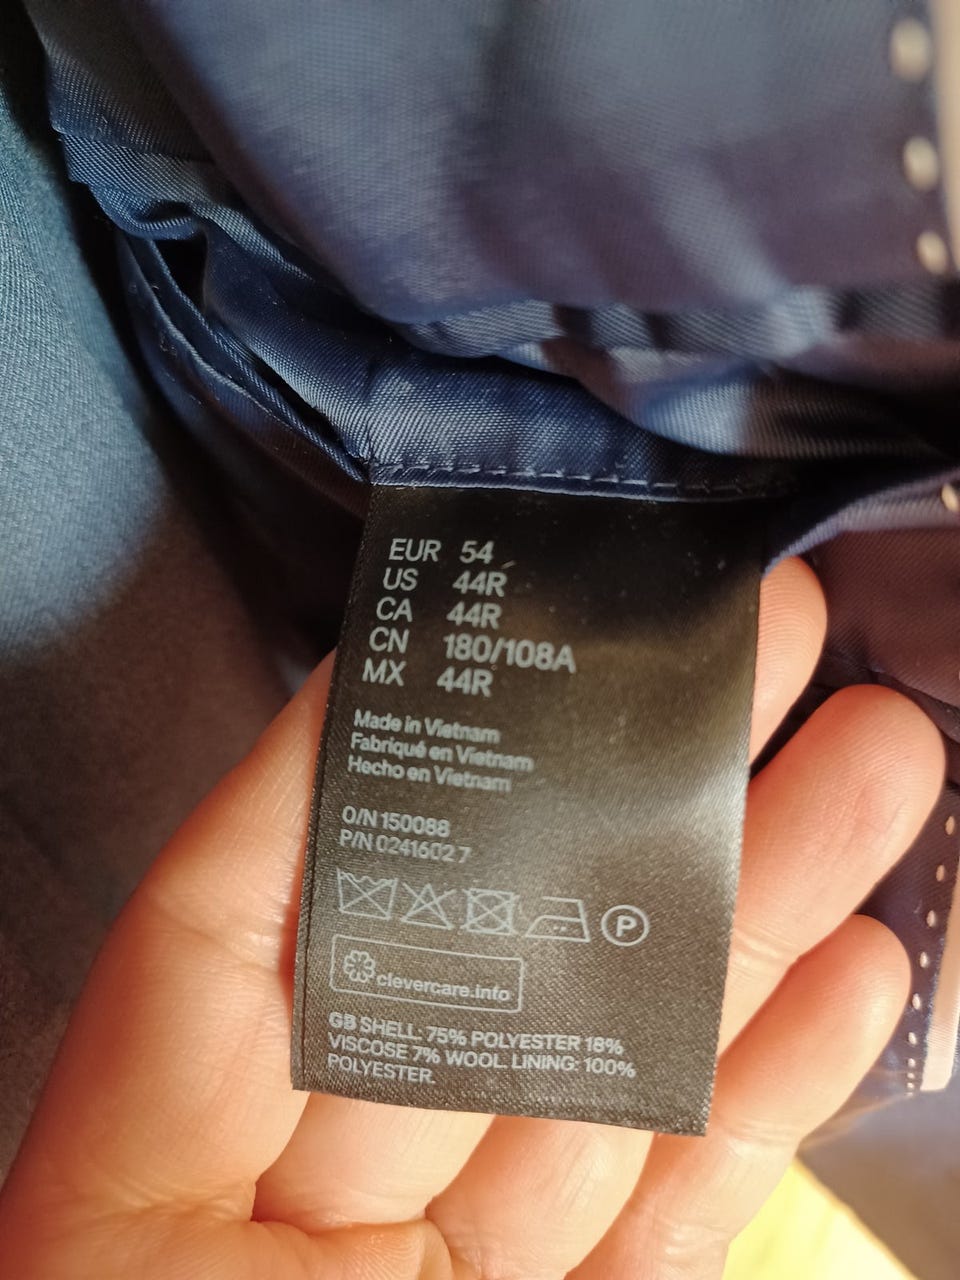 EUR 54
US 44R
CA 44R
CN 180/108A
MX 44R
Made in Vietnam
Fabriqué en Vietnam
Hecho en Vietnam
O/N 150088
P/N 0241602 7
P
clevercare.info
GB SHELL: 75% POLYESTER 18%
VISCOSE 7% WOOL. LINING: 100%
POLYESTER.